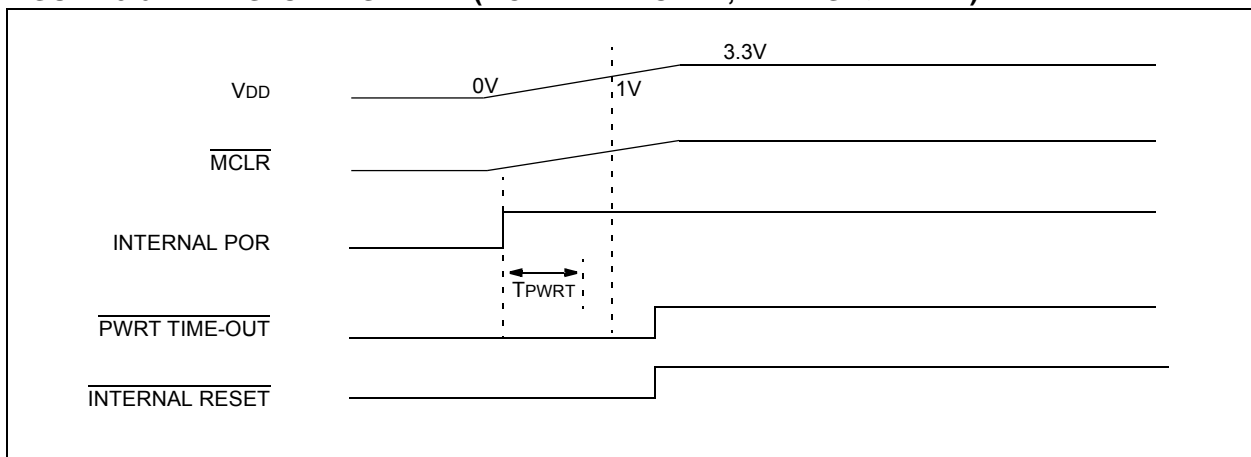 3.3V
VDD
0V
1V
MCLR
INTERNAL POR
TPWRT
PWRT TIME-OUT
INTERNAL RESET